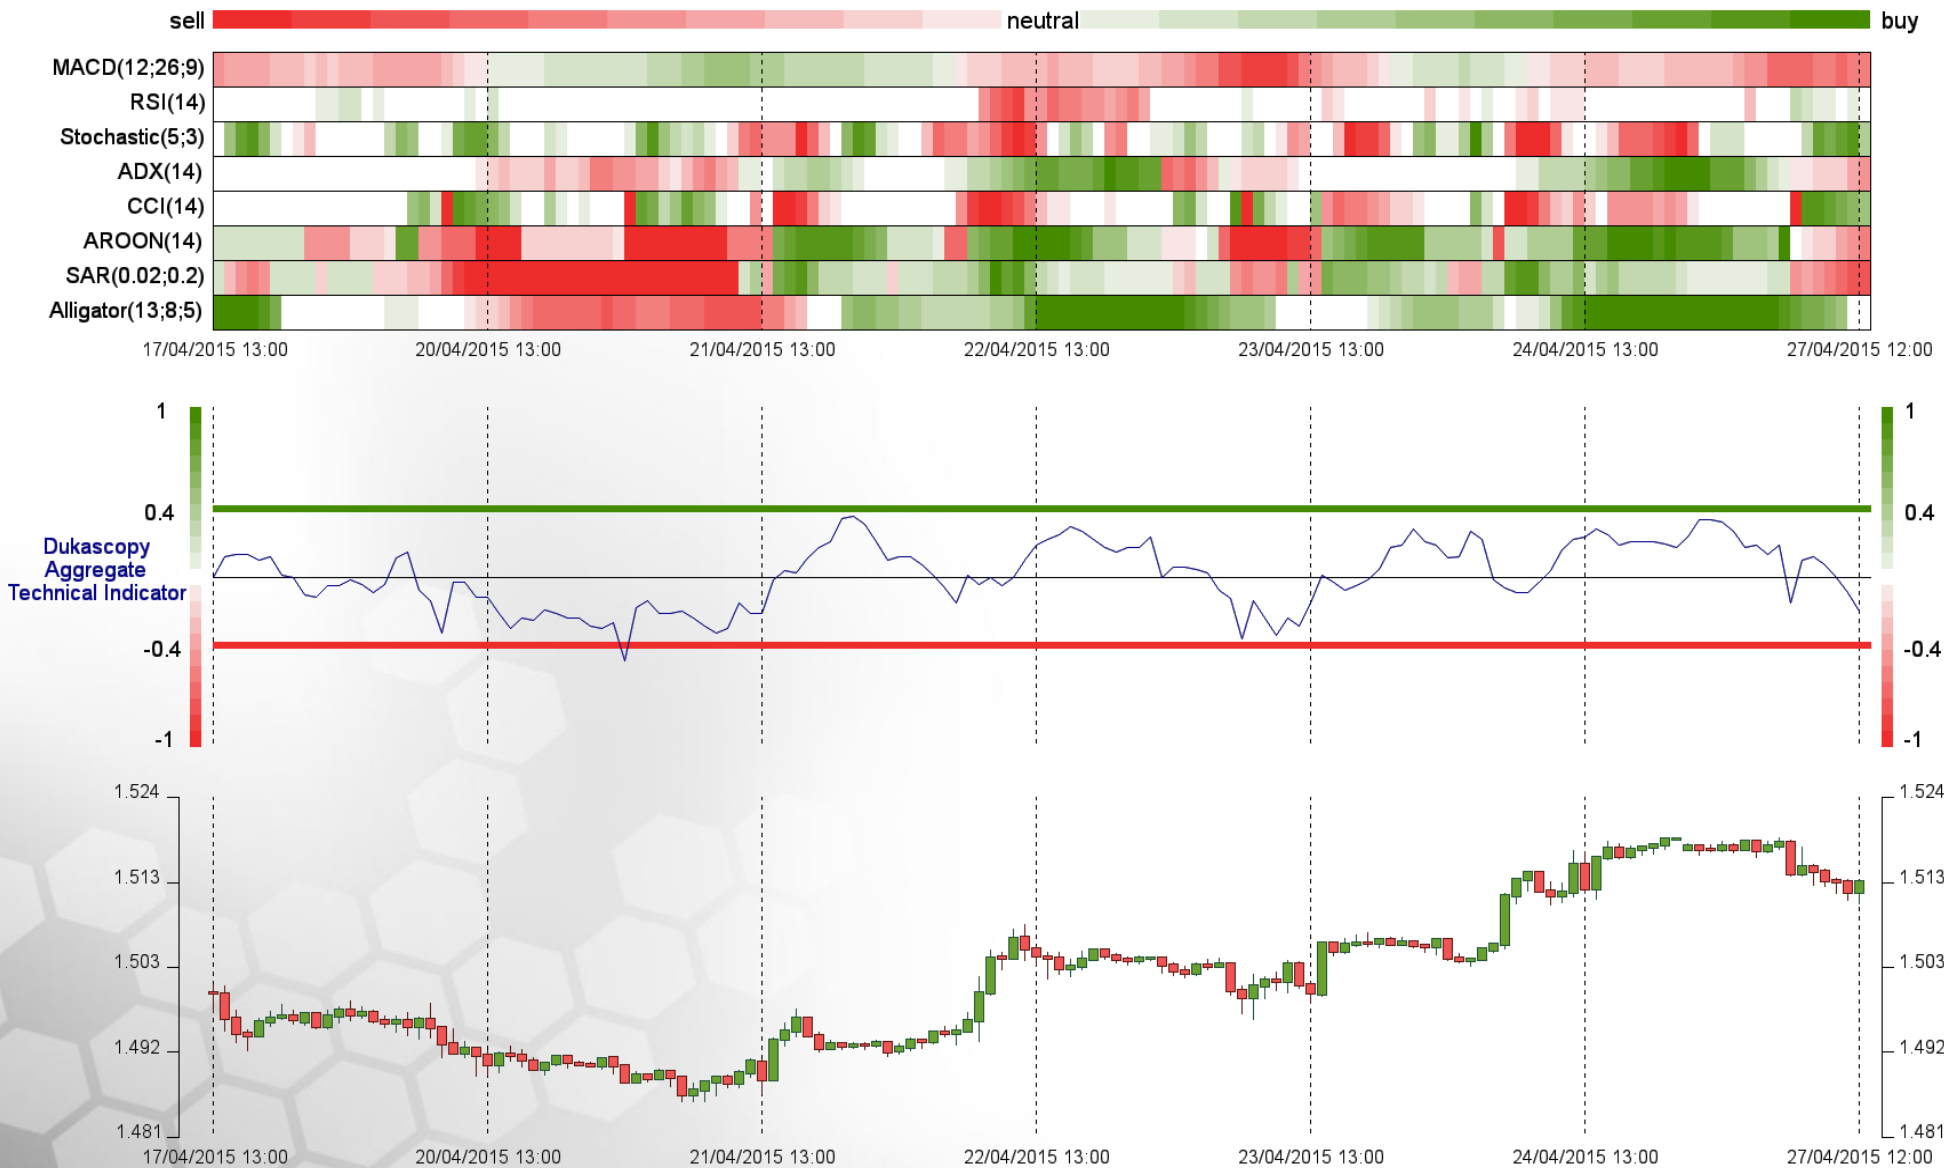 sell neutral buy
MACD(12;26;9)
RSI(14)
Stochastic(5;3)
ADX(14)
CCI(14)
AROON(14)
SAR(0.02;0.2)
Alligator(13;8;5)
17/04/2015 13:00 20/04/2015 13:00 21/04/2015 13:00 22/04/2015 13:00 23/04/2015 13:00 24/04/2015 13:00 27/04/2015 12:00
1 1
0.4 0.4
Dukascopy
Aggregate
Technical Indicator
-0.4 -0.4
-1 -1
1.524 1.524
1.513 1.513
1.503 1.503
1.492 1.492
1.481 1.481
17/04/2015 13:00 20/04/2015 13:00 21/04/2015 13:00 22/04/2015 13:00 23/04/2015 13:00 24/04/2015 13:00 27/04/2015 12:00